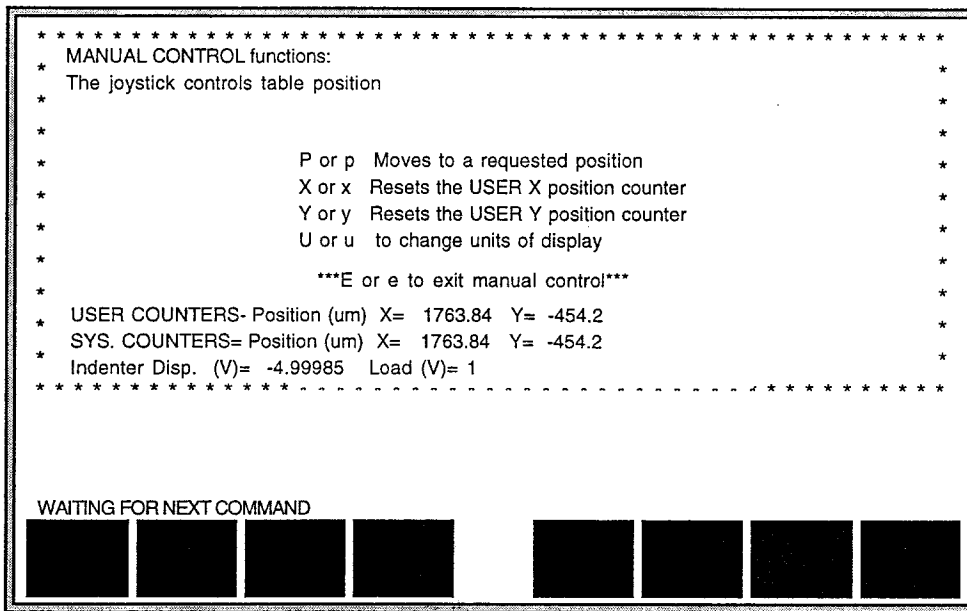 * * * * * * * * * * * * * * * * * * * * * * * * * * * * * * * * * * * * * * * * * * * * * * * *
MANUAL CONTROL functions:
* *
The joystick controls table position
* *
* *
P or p Moves to a requested position
* *
X or x Resets the USER X position counter
* *
Y or y Resets the USER Y position counter
* *
U or u to change units of display
* *
***E or e to exit manual control***
* *
USER COUNTERS- Position (um) X= 1763.84 Y= -454.2
* *
SYS. COUNTERS= Position (um) X= 1763.84 Y= -454.2
* *
Indenter Disp. (V)= -4.99985 Load (V)= 1
* * * * * * * * * * * * * * - - - - - - - - - - - - - - - - - - - - - - - - * * * * * * * * * *
WAITING FOR NEXT COMMAND